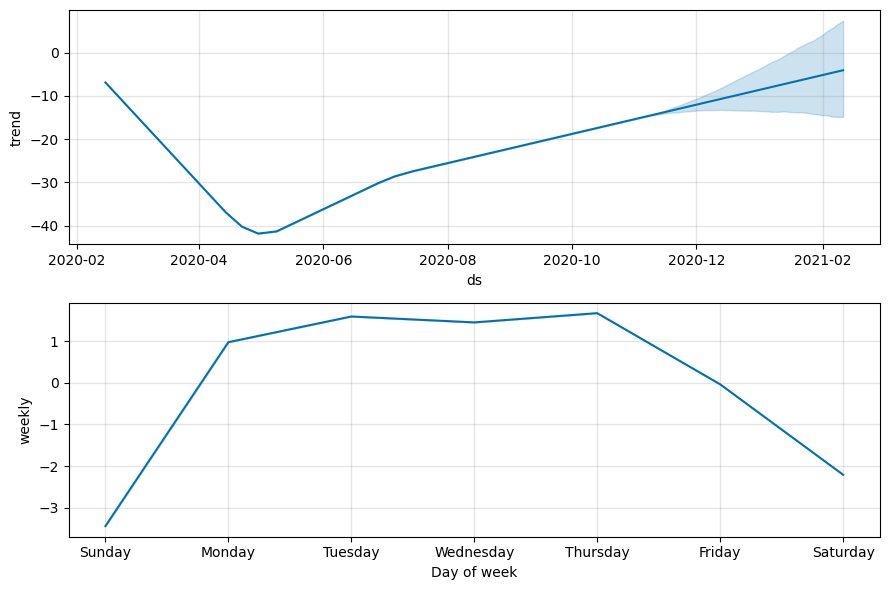 0
−10
−20
−30
−40
trend
2020-02 2020-04 2020-06 2020-08 2020-10 2020-12 2021-02
ds
1
0
−1
−2
−3
weekly
Sunday Monday Tuesday Wednesday Thursday Friday Saturday
Day of week